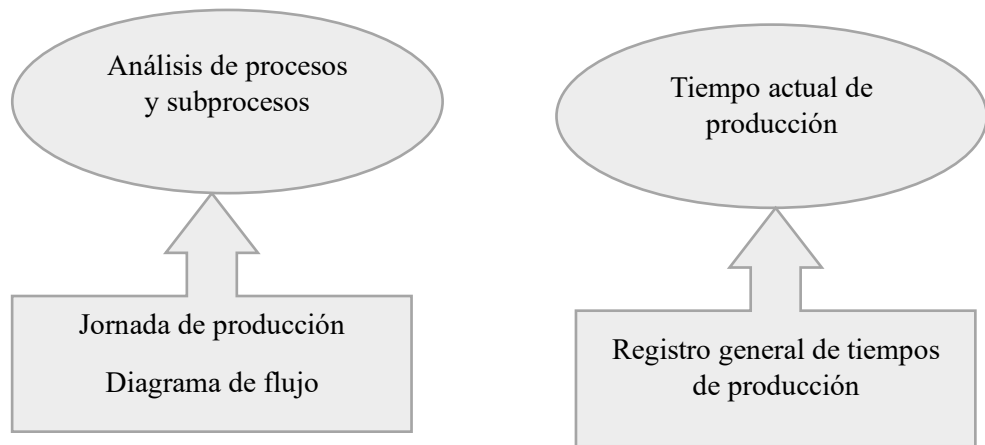 Análisis de procesos
y subprocesos
Tiempo actual de
producción
Jornada de producción
Diagrama de flujo
Registro general de tiempos
de producción